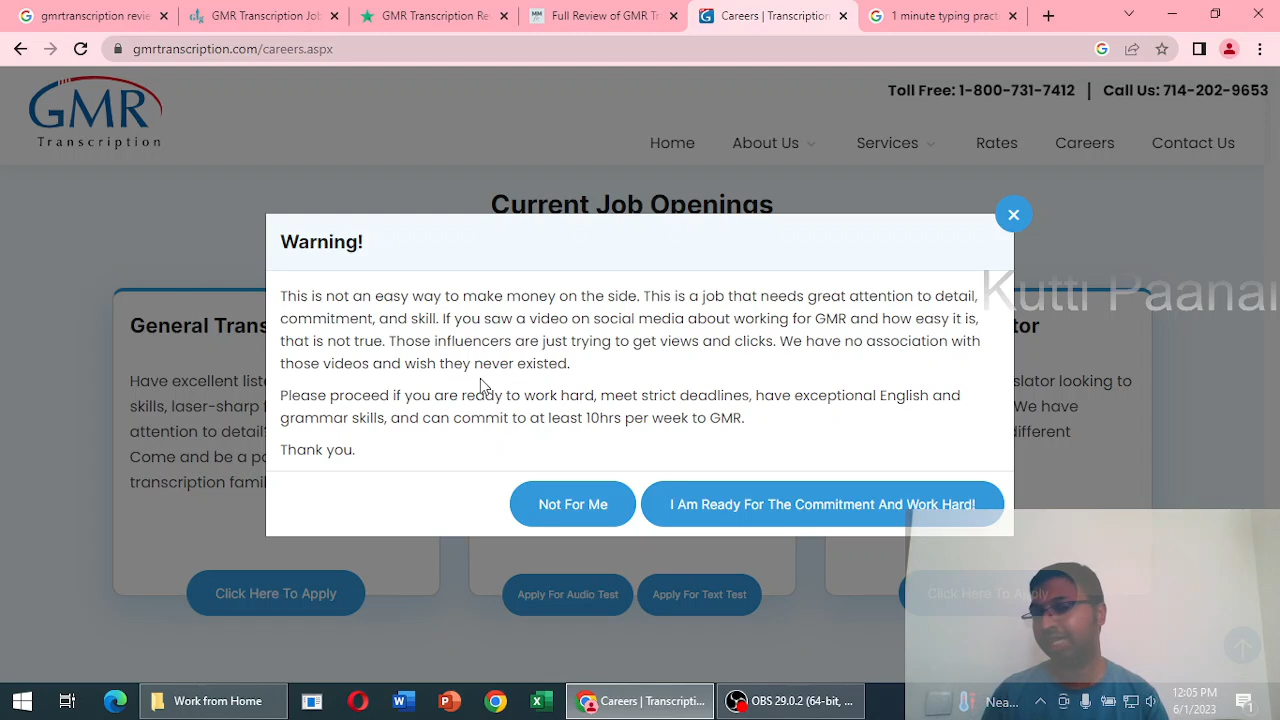 gmrtranscription revie
GMR Transcription Job
GMR Transcription Re
Full Review of GMR Tr
Careers | Transcription
1 minute typing pract
gmrtranscription.com/careers.aspx
GMR
Transcription
Toll Free: 1-800-731-7412 | Call Us: 714-202-9653
Home About Us Services Rates Careers Contact Us
Current Job Openings
Warning!
This is not an easy way to make money on the side. This is a job that needs great attention to detail,
commitment, and skill. If you saw a video on social media about working for GMR and how easy it is,
that is not true. Those influencers are just trying to get views and clicks. We have no association with
those videos and wish they never existed.
Please proceed if you are ready to work hard, meet strict deadlines, have exceptional English and
grammar skills, and can commit to at least 10hrs per week to GMR.
Thank you.
Not For Me
I Am Ready For The Commitment And Work Hard!
Kutti Paanai
General Trans
Have excellent liste
skills, laser-sharp f
attention to detail?
Come and be a pa
transcription famil
Click Here To Apply
Apply For Audio Test
Apply For Text Test
tor
slator looking to
? We have
different
Click Here To Apply
Work from Home
Careers | Transcripti...
OBS 29.0.2 (64-bit, ...
Nea...
12:05 PM
6/1/2023